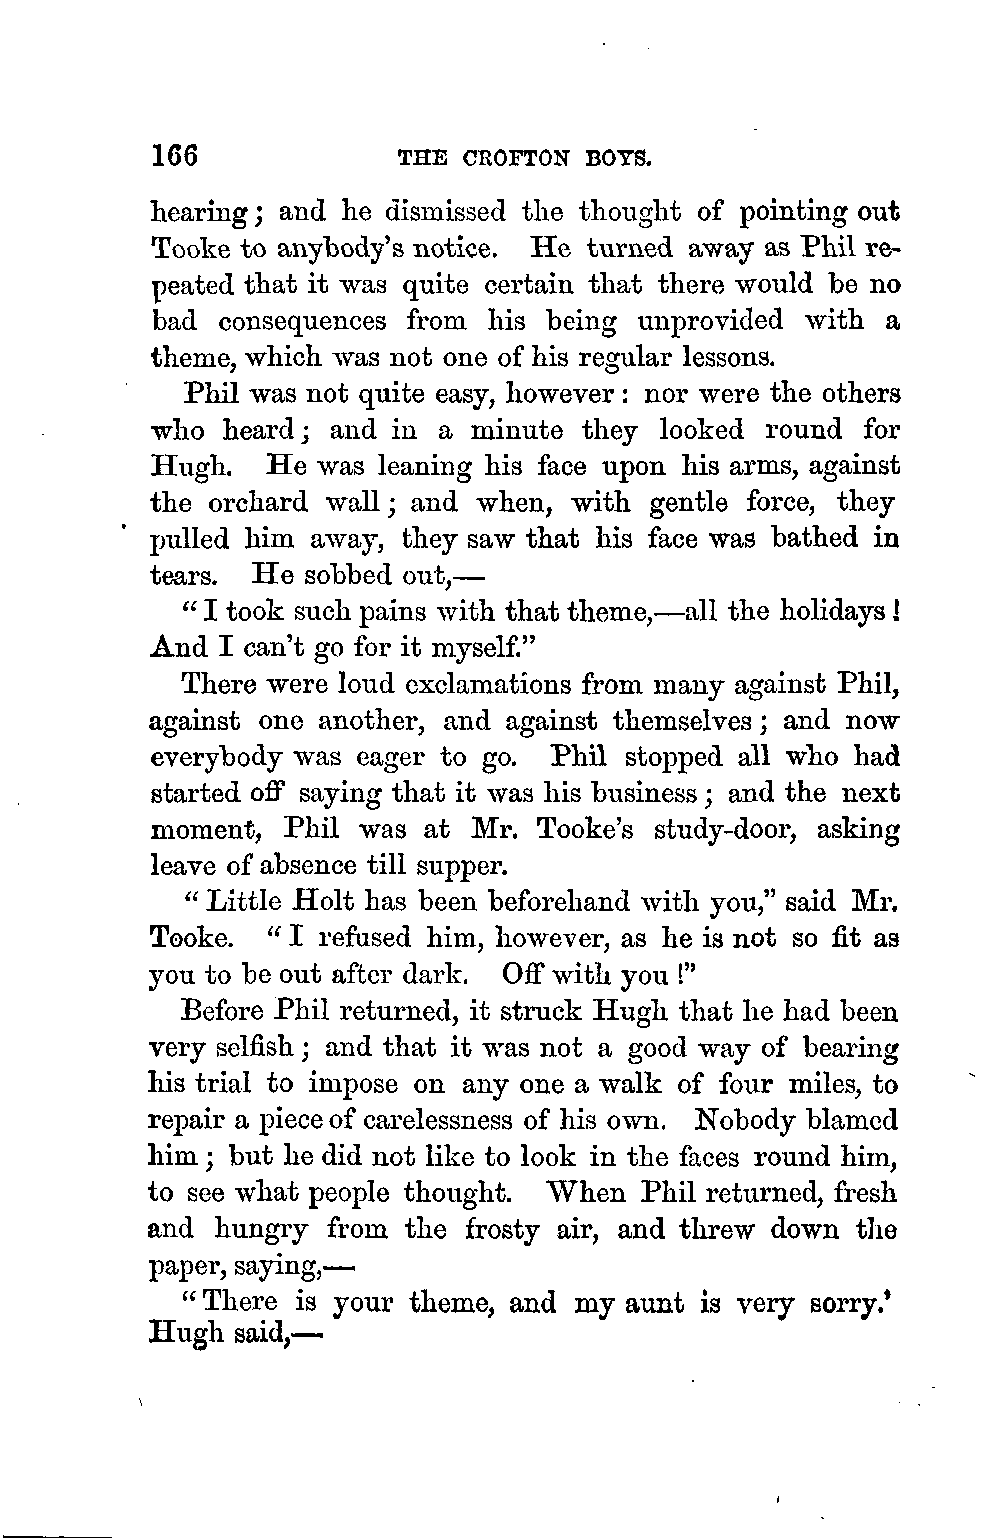 166 THE CROFTON BOYS.
hearing; and he dismissed the thought of pointing out
Tooke to anybody's notice. He turned away as Phil re-
peated that it was quite certain that there would be no
bad consequences from his being unprovided with a
theme, which was not one of his regular lessons.
Phil was not quite easy, however: nor were the others
who heard; and in a minute they looked round for
Hugh. He was leaning his face upon his arms, against
the orchard wall; and when, with gentle force, they
pulled him away, they saw that his face was bathed in
tears. He sobbed out,—
"I took such pains with that theme,—all the holidays!
And I can't go for it myself."
There were loud exclamations from many against Phil,
against one another, and against themselves; and now
everybody was eager to go. Phil stopped all who had
started off saying that it was his business; and the next
moment, Phil was at Mr. Tooke's study-door, asking
leave of absence till supper.
"Little Holt has been beforehand with you," said Mr.
Tooke. "I refused him, however, as he is not so fit as
you to be out after dark. Off with you!"
Before Phil returned, it struck Hugh that he had been
very selfish; and that it was not a good way of bearing
his trial to impose on any one a walk of four miles, to
repair a piece of carelessness of his own. Nobody blamed
him; but he did not like to look in the faces round him,
to see what people thought. When Phil returned, fresh
and hungry from the frosty air, and threw down the
paper, saying,—
"There is your theme, and my aunt is very sorry.'
Hugh said,—